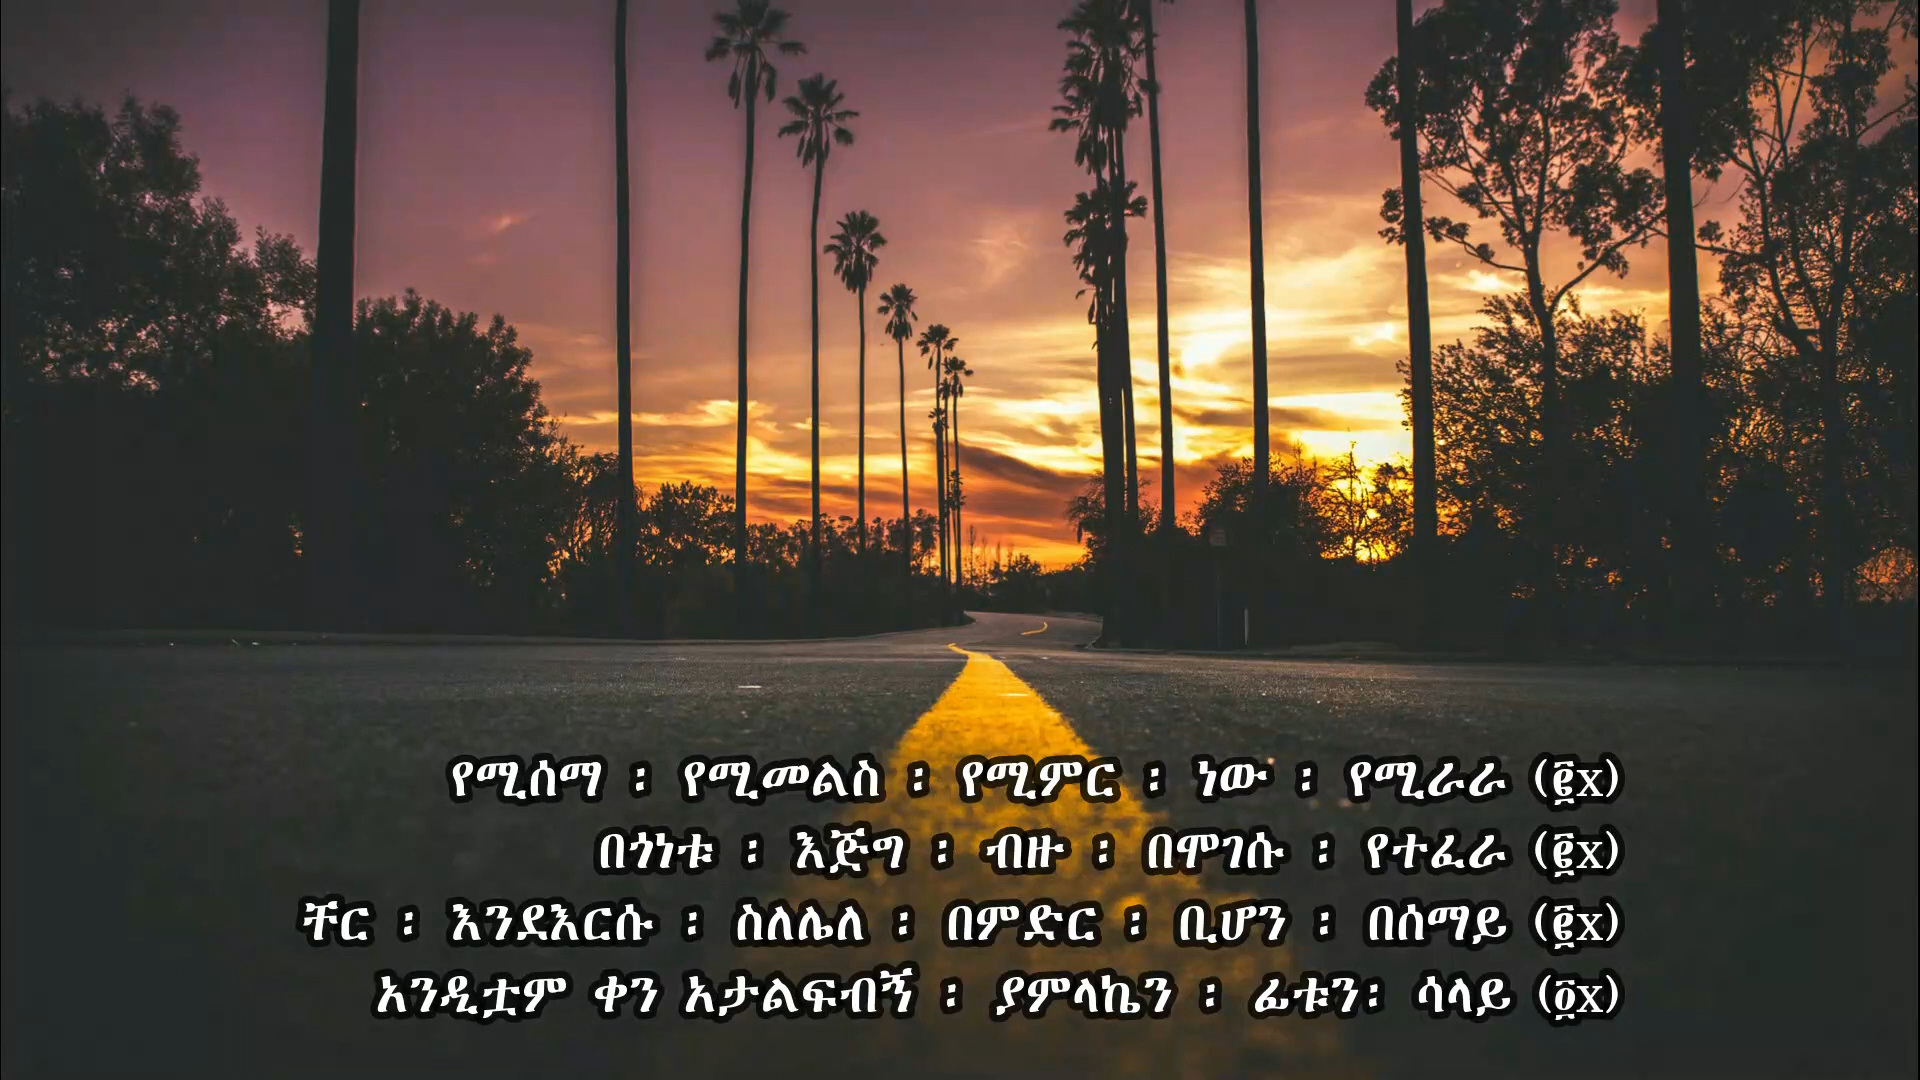 የሚሰማ ፡ የሚመልስ ፡ የሚምር ፡ ነው ፡ የሚራራ (፪x)
በጎነቱ ፡ እጅግ ፡ ብዙ ፡ በሞገሱ ፡ የተፈራ (፪x)
ቸር ፡ እንደእርሱ ፡ ስለሌለ ፡ በምድር ፡ ቢሆን ፡ በሰማይ (፪x)
አንዲቷም ቀን አታልፍብኝ ፡ ያምላኬን ፡ ፊቱን፡ ሳላይ (፬x)